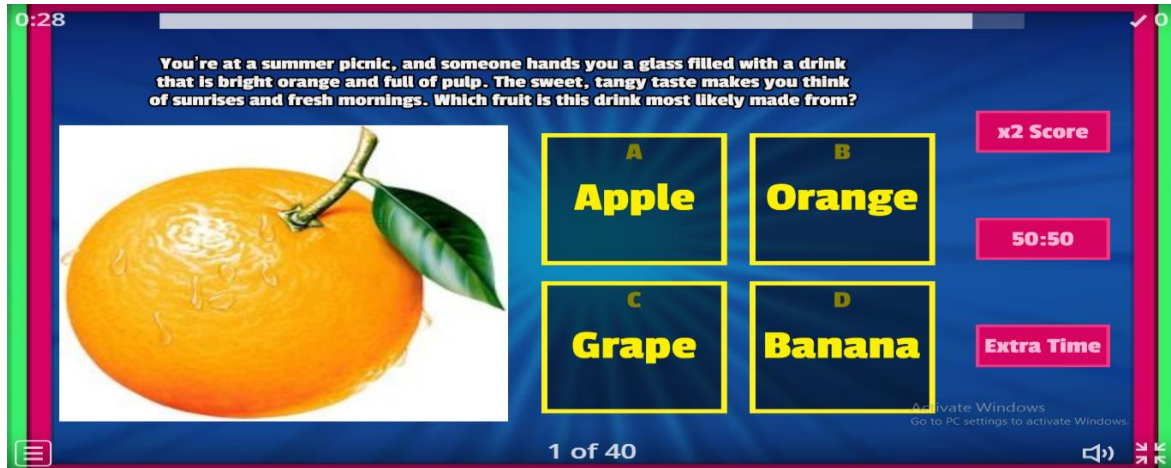 0:28
✓ 0
You're at a summer picnic, and someone hands you a glass filled with a drink
that is bright orange and full of pulp. The sweet, tangy taste makes you think
of sunrises and fresh mornings. Which fruit is this drink most likely made from?
A
Apple
B
Orange
C
Grape
D
Banana
x2 Score
50:50
Extra Time
Activate Windows
Go to PC settings to activate Windows.
1 of 40